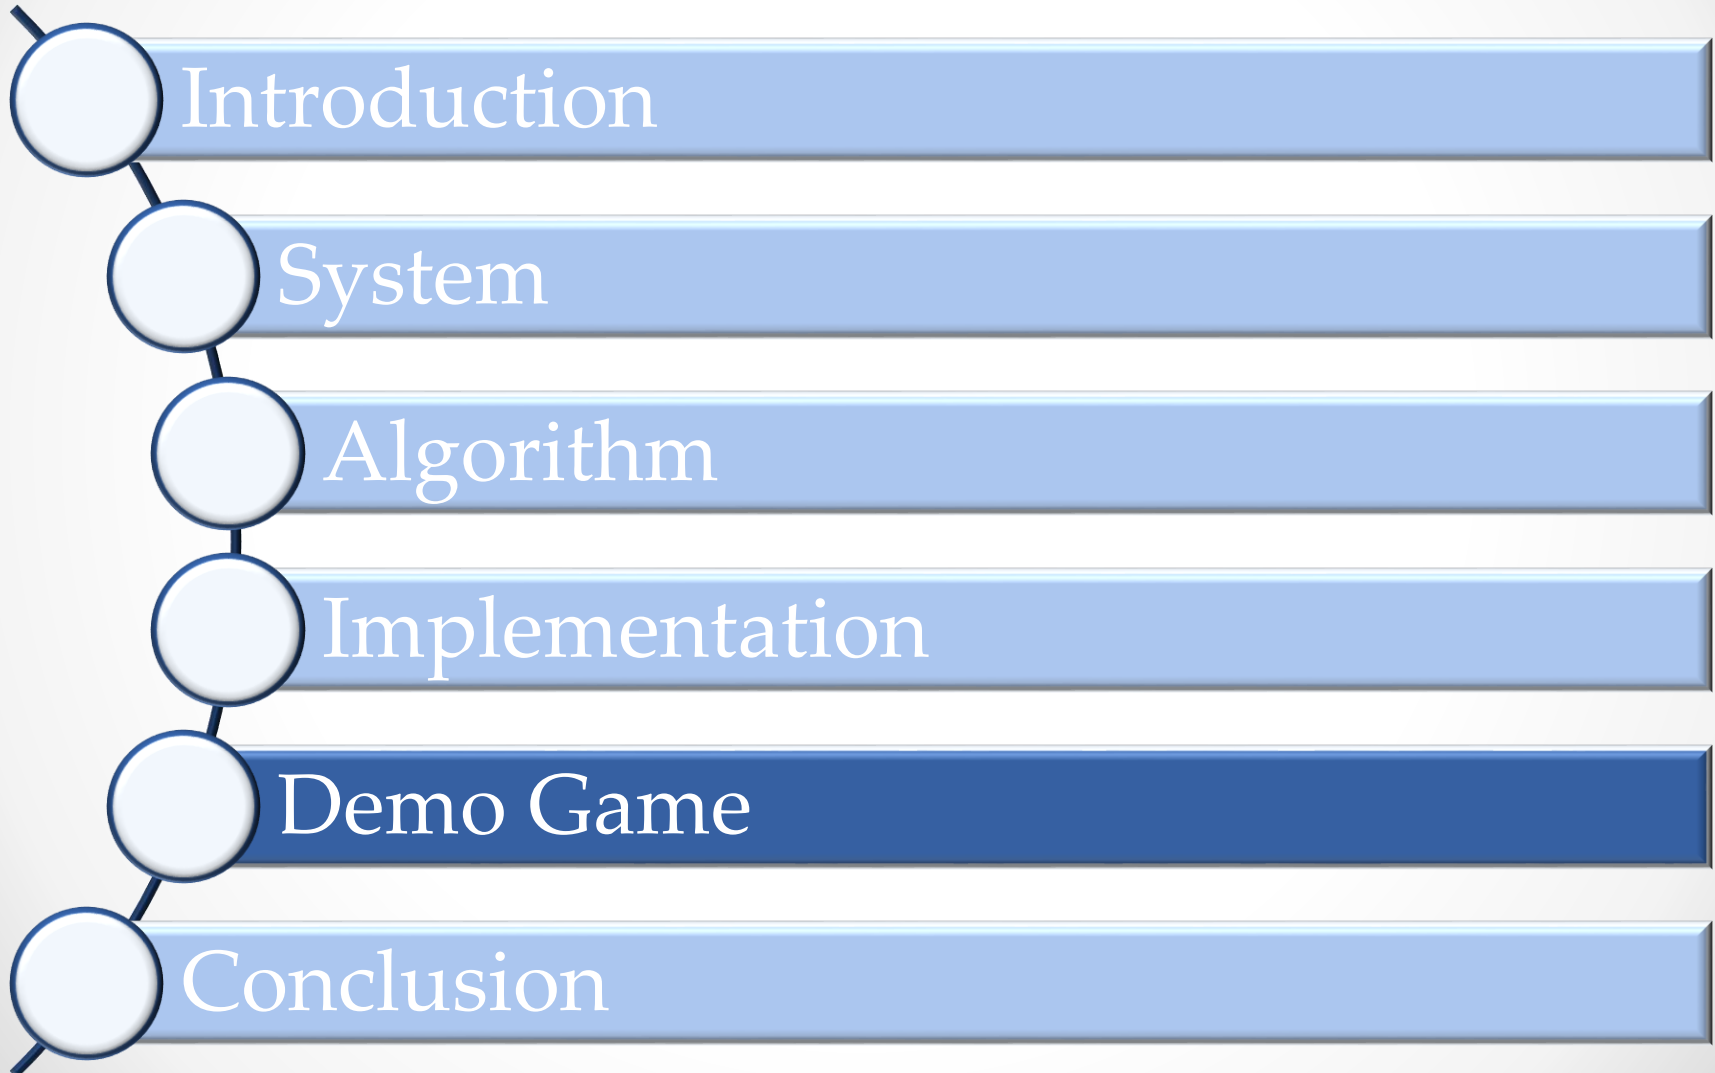 Introduction
System
Algorithm
Implementation
Demo Game
Conclusion